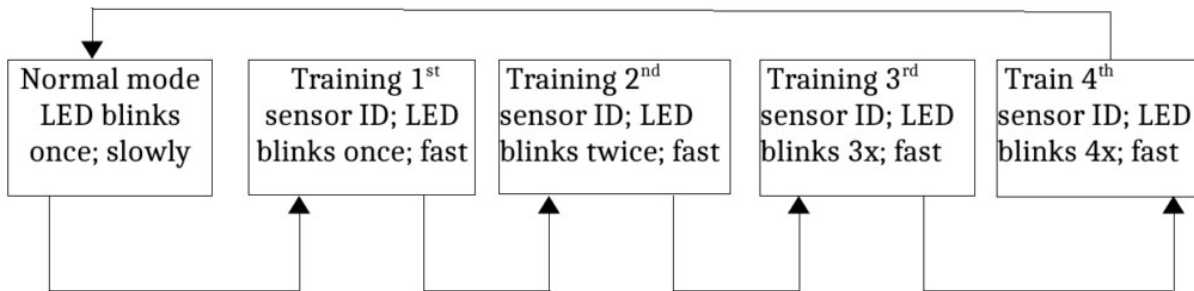 Normal mode
LED blinks
once; slowly
Training 1st
sensor ID; LED
blinks once; fast
Training 2nd
sensor ID; LED
blinks twice; fast
Training 3rd
sensor ID; LED
blinks 3x; fast
Train 4th
sensor ID; LED
blinks 4x; fast